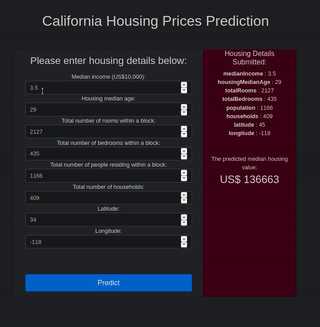 California Housing Prices Prediction
Please enter housing details below:
Median income (US$10,000):
3.5
Housing median age:
29
Total number of rooms within a block:
2127
Total number of bedrooms within a block:
435
Total number of people residing within a block:
1166
Total number of households:
409
Latitude:
34
Longitude:
-118
Predict
Housing Details
Submitted:
medianIncome : 3.5
housingMedianAge : 29
totalRooms : 2127
totalBedrooms : 435
population : 1166
households : 409
latitude : 45
longitude : -118
The predicted median housing
value:
US$ 136663